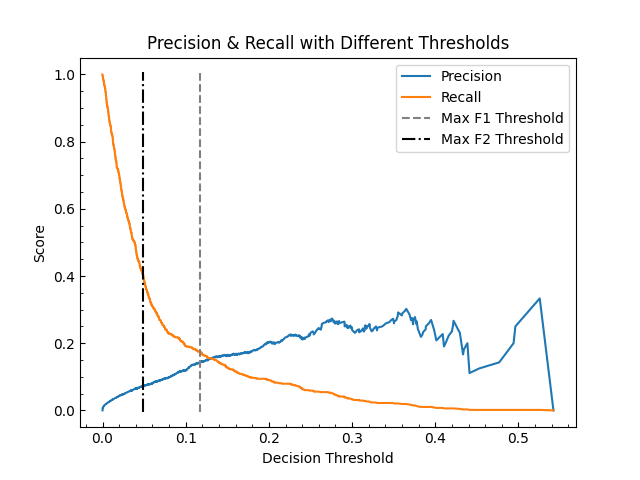 Precision & Recall with Different Thresholds
Precision
Recall
Max F1 Threshold
Max F2 Threshold
Score
1.0
0.8
0.6
0.4
0.2
0.0
0.0 0.1 0.2 0.3 0.4 0.5
Decision Threshold